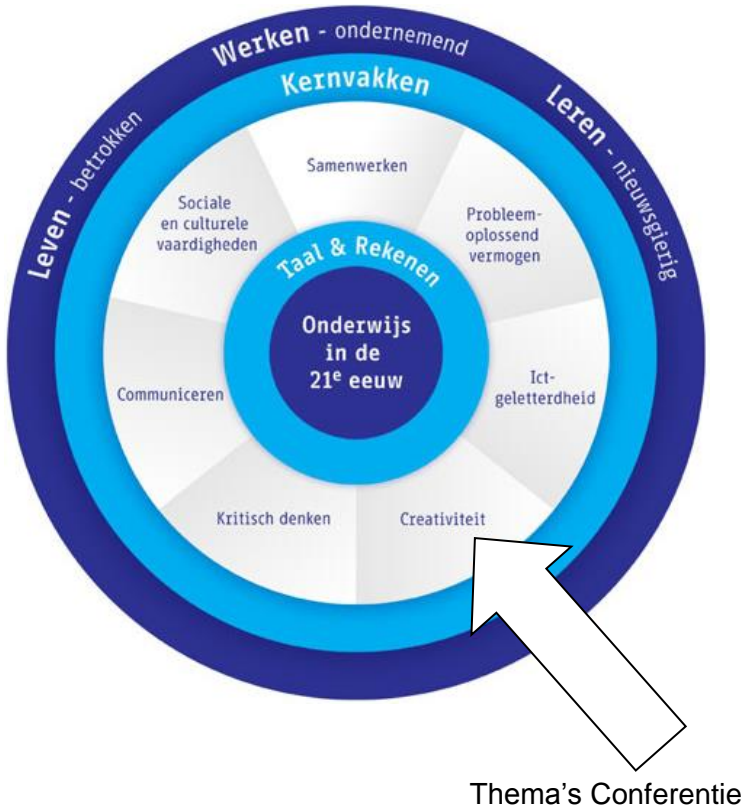 Werken - ondernemend
Leven - betrokken
Leren - nieuwsgierig
Kernvakken
Samenwerken
Sociale
en culturele
vaardigheden
Probleem-
oplossend
vermogen
Taal & Rekenen
Onderwijs
in de
21e eeuw
Communiceren
Ict-
geletterdheid
Kritisch denken
Creativiteit
Thema's Conferentie